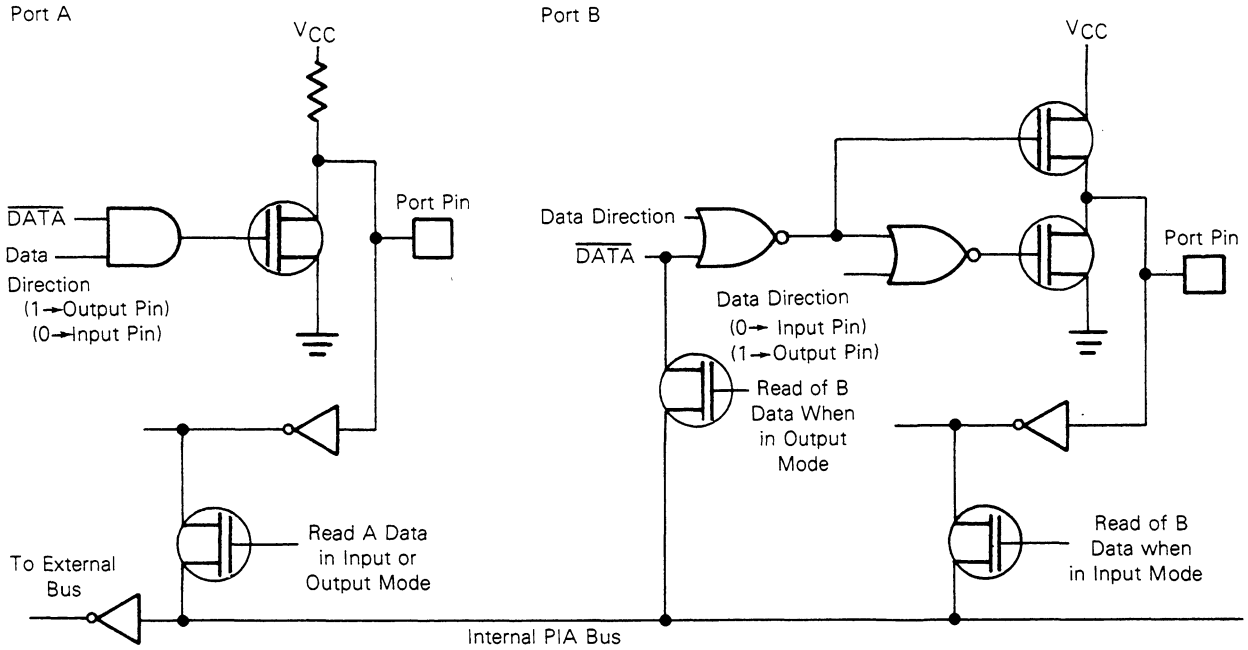 Port A
VCC
DATA
Data
Direction
(1→Output Pin)
(0→Input Pin)
Port Pin
Read A Data
in Input or
Output Mode
To External
Bus
Internal PIA Bus
Port B
VCC
Data Direction
DATA
Data Direction
(0→ Input Pin)
(1→Output Pin)
Port Pin
Read of B
Data When
in Output
Mode
Read of B
Data when
in Input Mode